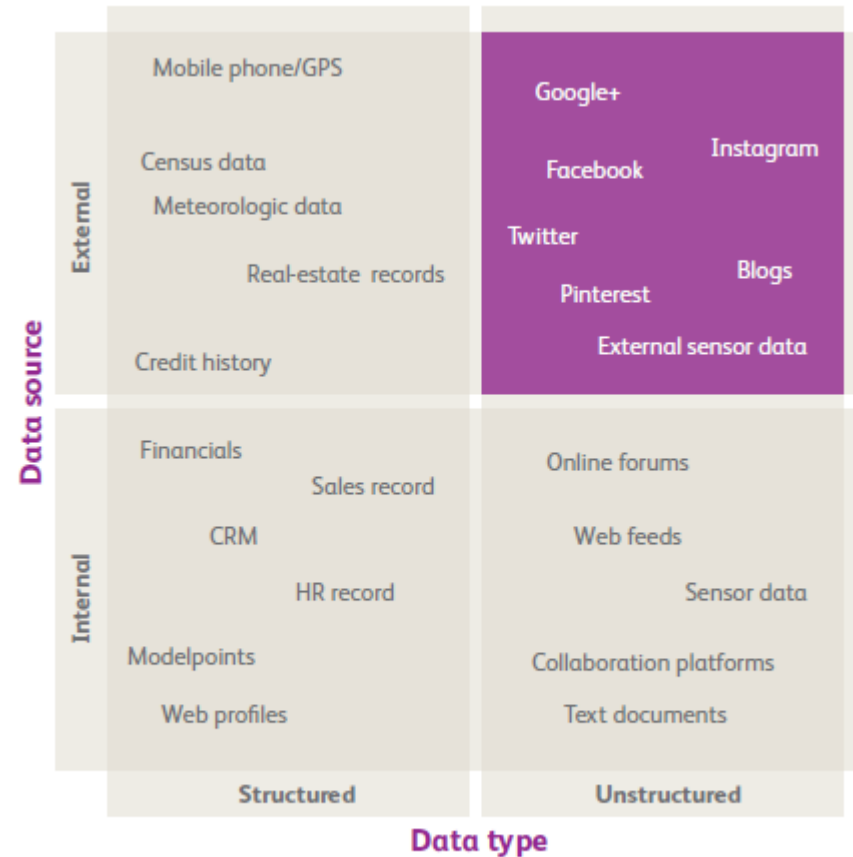 Data source
External
Mobile phone/GPS
Census data
Meteorologic data
Real-estate records
Credit history
Google+
Instagram
Facebook
Twitter
Blogs
Pinterest
External sensor data
Internal
Financials
Sales record
CRM
HR record
Modelpoints
Web profiles
Online forums
Web feeds
Sensor data
Collaboration platforms
Text documents
Structured
Unstructured
Data type